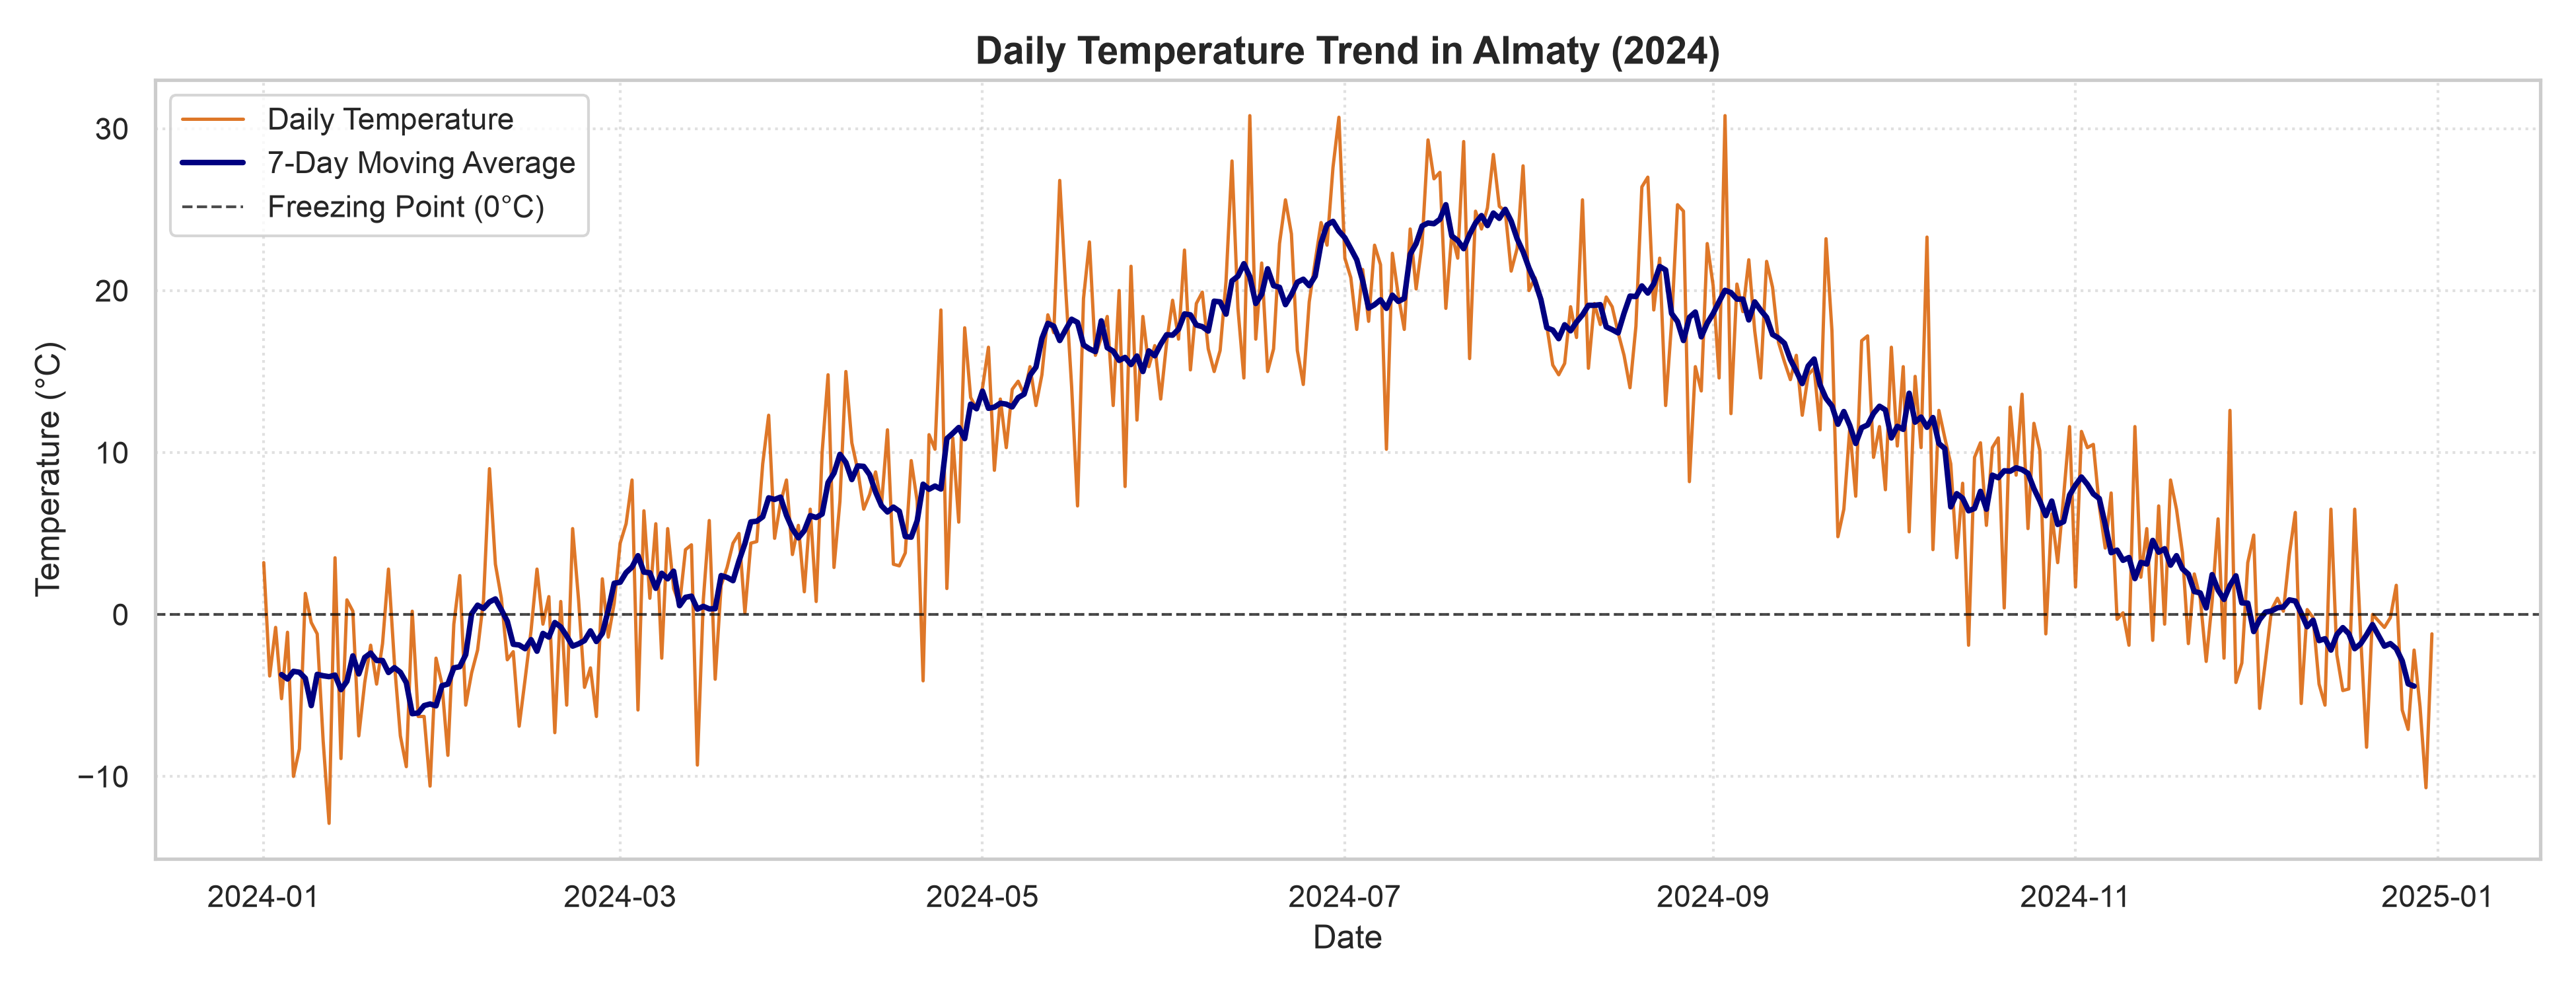 Daily Temperature Trend in Almaty (2024)
Daily Temperature
7-Day Moving Average
Freezing Point (0°C)
Temperature (°C)
30
20
10
0
−10
2024-01
2024-03
2024-05
2024-07
2024-09
2024-11
2025-01
Date